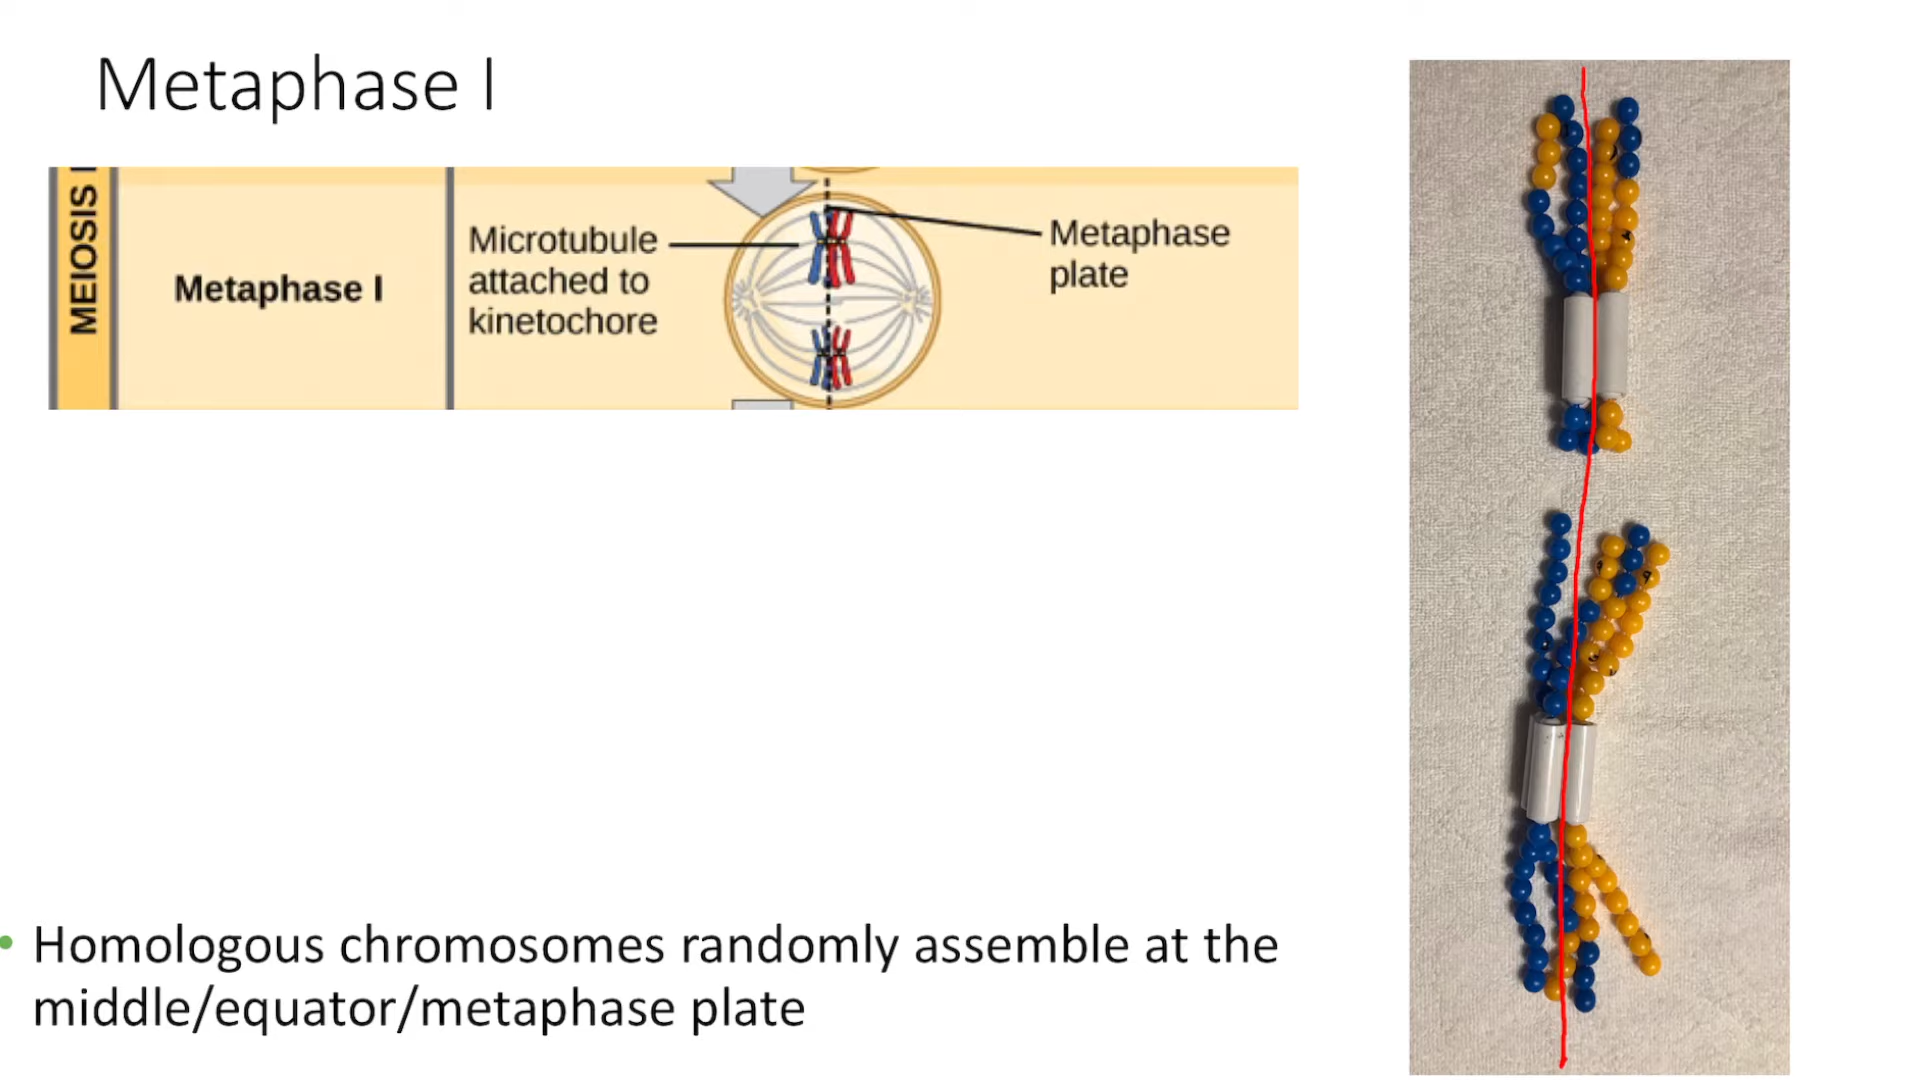 Metaphase I
MEIOSIS I
Metaphase I
Microtubule
attached to
kinetochore
Metaphase
plate
• Homologous chromosomes randomly assemble at the
middle/equator/metaphase plate